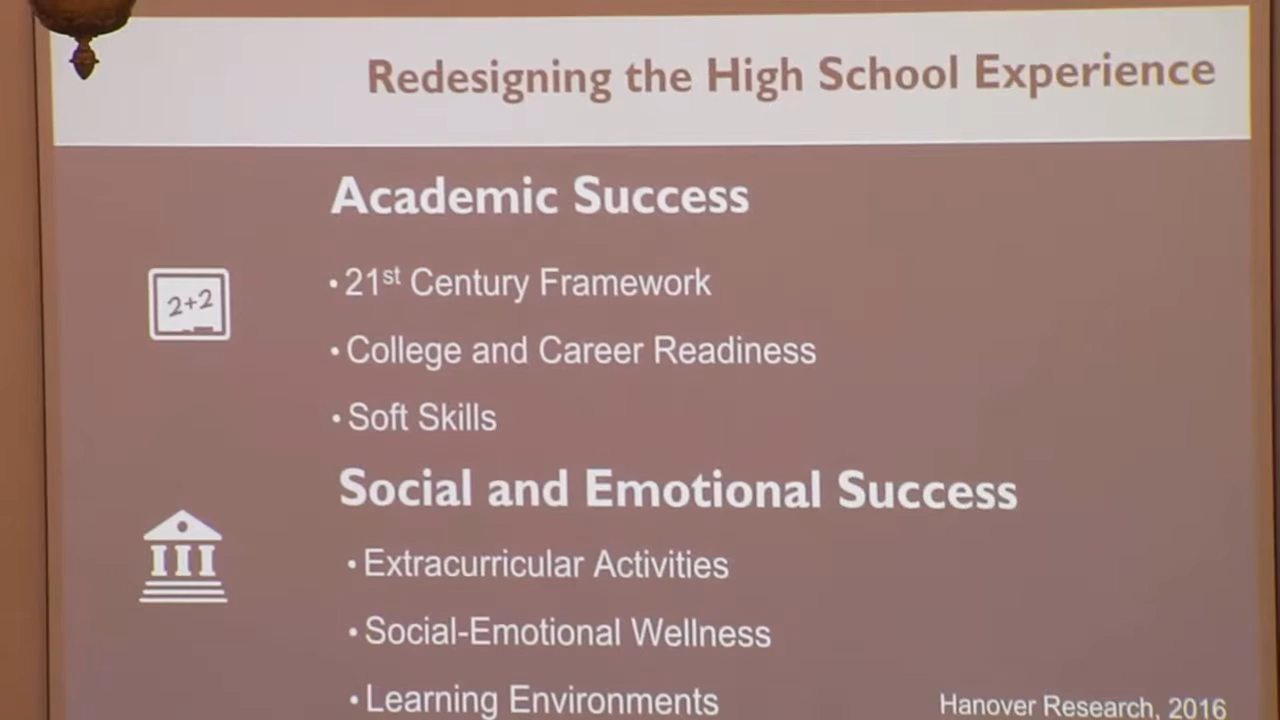 Redesigning the High School Experience
Academic Success
2+2
• 21st Century Framework
• College and Career Readiness
• Soft Skills
Social and Emotional Success
• Extracurricular Activities
• Social-Emotional Wellness
• Learning Environments
Hanover Research, 2016